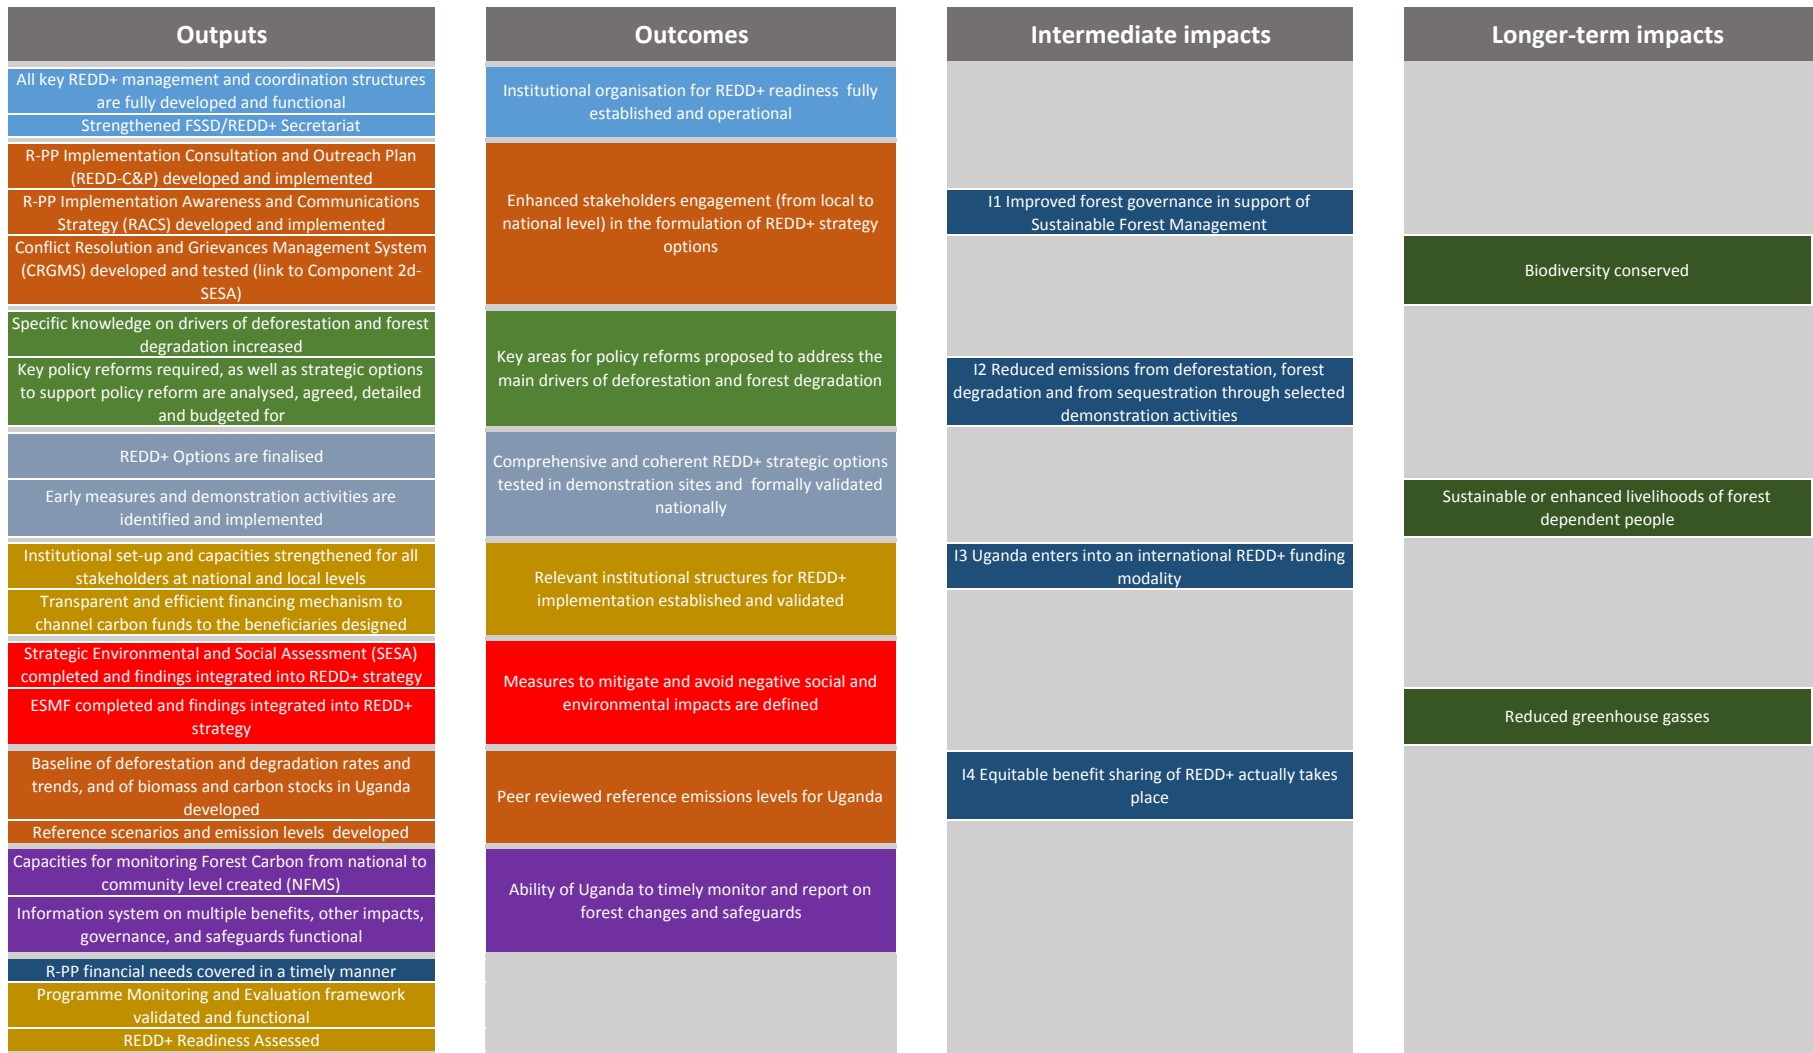 Outputs
All key REDD+ management and coordination structures
are fully developed and functional
Strengthened FSSD/REDD+ Secretariat
R-PP Implementation Consultation and Outreach Plan
(REDD-C&P) developed and implemented
R-PP Implementation Awareness and Communications
Strategy (RACS) developed and implemented
Conflict Resolution and Grievances Management System
(CRGMS) developed and tested (link to Component 2d-
SESA)
Specific knowledge on drivers of deforestation and forest
degradation increased
Key policy reforms required, as well as strategic options
to support policy reform are analysed, agreed, detailed
and budgeted for
REDD+ Options are finalised
Early measures and demonstration activities are
identified and implemented
Institutional set-up and capacities strengthened for all
stakeholders at national and local levels
Transparent and efficient financing mechanism to
channel carbon funds to the beneficiaries designed
Strategic Environmental and Social Assessment (SESA)
completed and findings integrated into REDD+ strategy
ESMF completed and findings integrated into REDD+
strategy
Baseline of deforestation and degradation rates and
trends, and of biomass and carbon stocks in Uganda
developed
Reference scenarios and emission levels developed
Capacities for monitoring Forest Carbon from national to
community level created (NFMS)
Information system on multiple benefits, other impacts,
governance, and safeguards functional
R-PP financial needs covered in a timely manner
Programme Monitoring and Evaluation framework
validated and functional
REDD+ Readiness Assessed
Outcomes
Institutional organisation for REDD+ readiness fully
established and operational
Enhanced stakeholders engagement (from local to
national level) in the formulation of REDD+ strategy
options
Key areas for policy reforms proposed to address the
main drivers of deforestation and forest degradation
Comprehensive and coherent REDD+ strategic options
tested in demonstration sites and formally validated
nationally
Relevant institutional structures for REDD+
implementation established and validated
Measures to mitigate and avoid negative social and
environmental impacts are defined
Peer reviewed reference emissions levels for Uganda
Ability of Uganda to timely monitor and report on
forest changes and safeguards
Intermediate impacts
I1 Improved forest governance in support of
Sustainable Forest Management
I2 Reduced emissions from deforestation, forest
degradation and from sequestration through selected
demonstration activities
I3 Uganda enters into an international REDD+ funding
modality
I4 Equitable benefit sharing of REDD+ actually takes
place
Longer-term impacts
Biodiversity conserved
Sustainable or enhanced livelihoods of forest
dependent people
Reduced greenhouse gasses